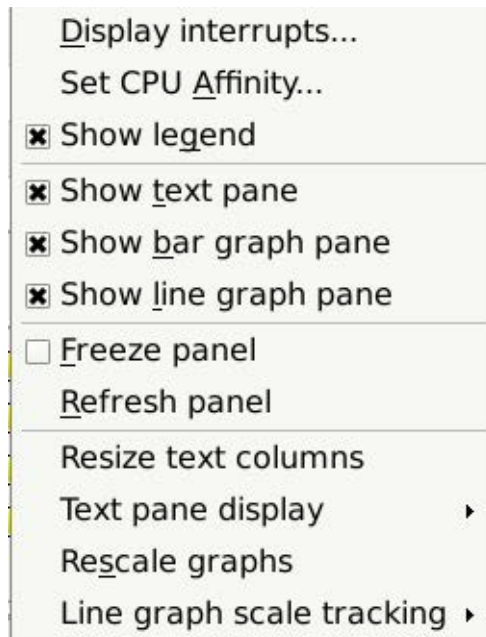 Display interrupts...
Set CPU Affinity...
Show legend
Show text pane
Show bar graph pane
Show line graph pane
Freeze panel
Refresh panel
Resize text columns
Text pane display
Rescale graphs
Line graph scale tracking